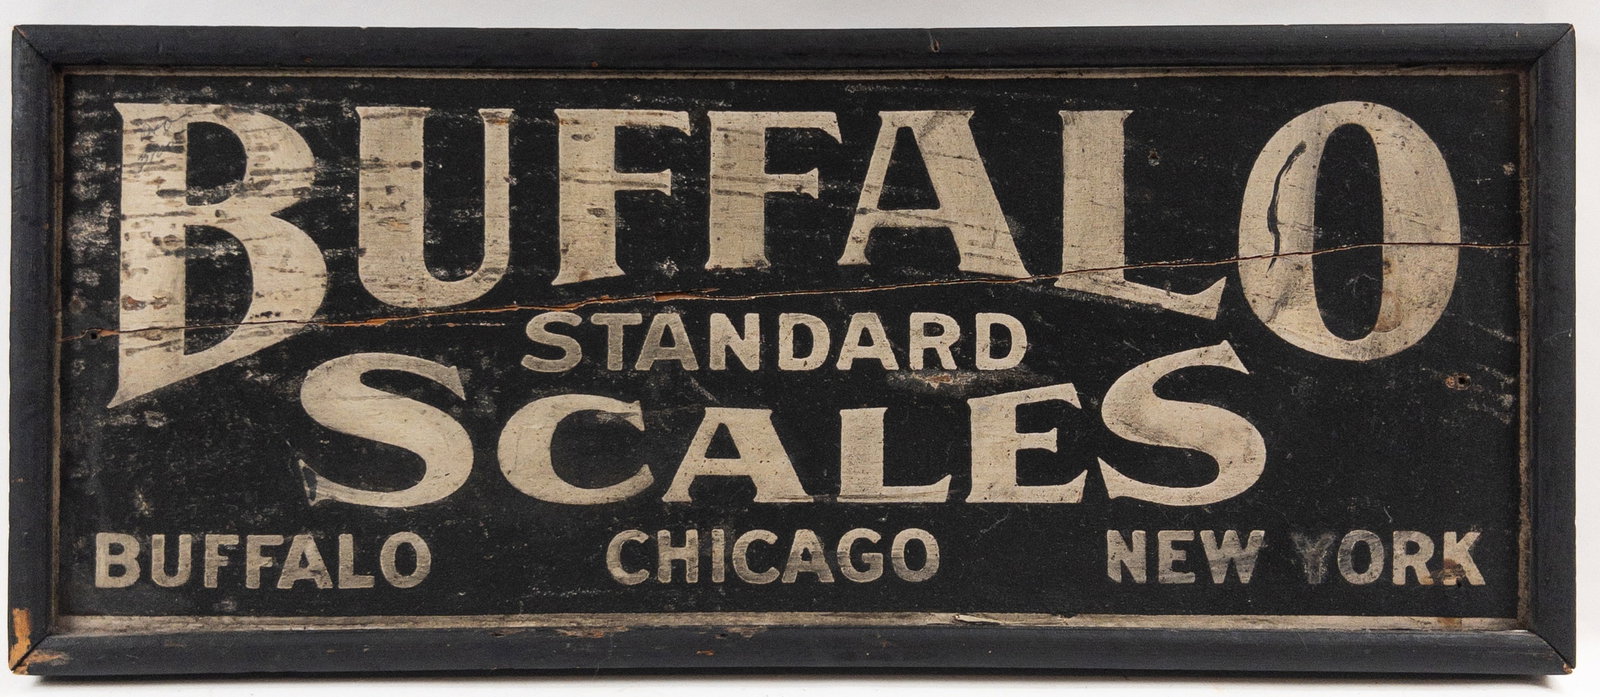 BUFFALO
STANDARD
SCALES
BUFFALO CHICAGO NEW YORK